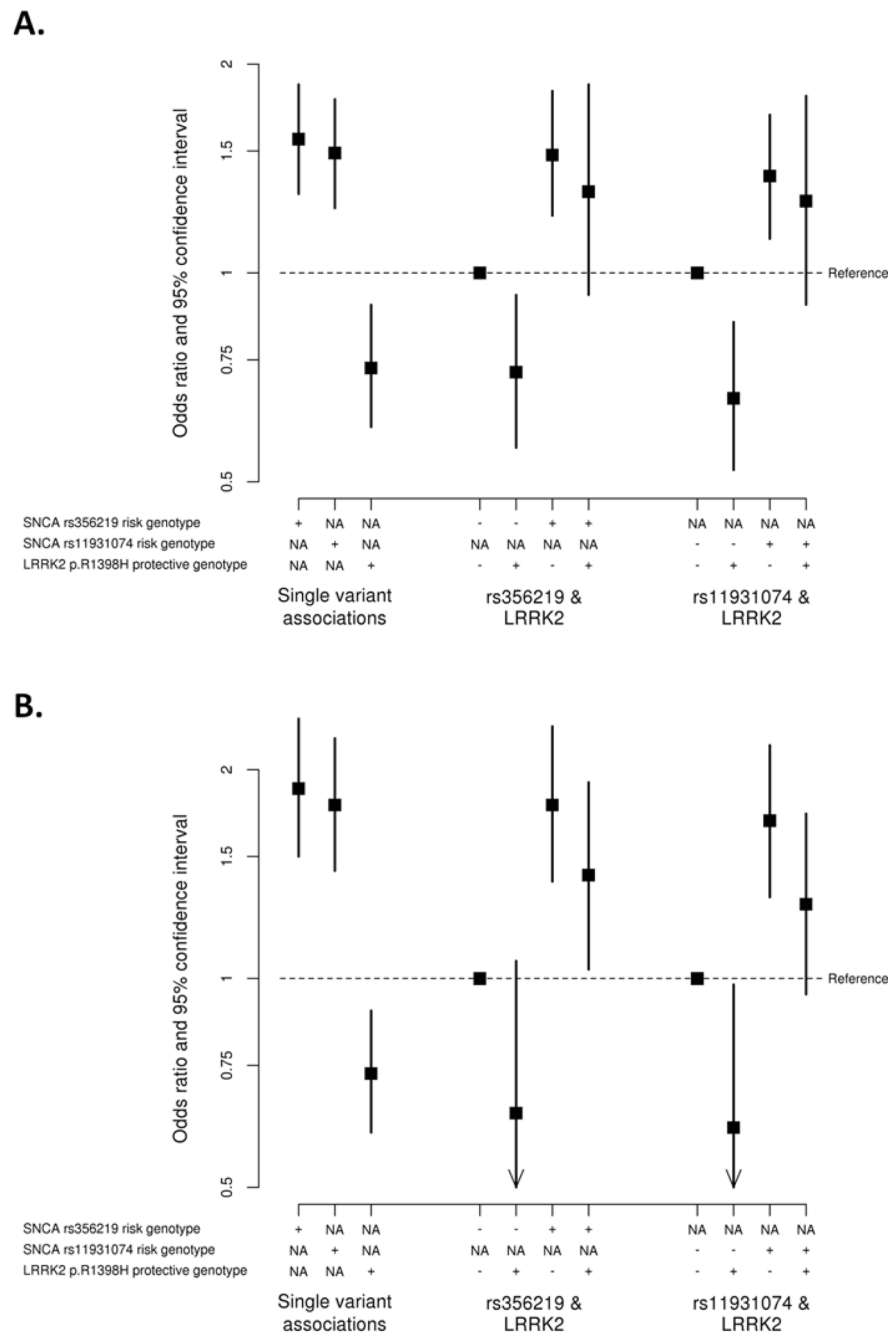 A.
Odds ratio and 95% confidence interval
2
1.5
1
0.75
0.5
Reference
SNCA rs356219 risk genotype + NA NA - - + + NA NA NA NA
SNCA rs11931074 risk genotype NA + NA NA NA NA NA - - + +
LRRK2 p.R1398H protective genotype NA NA + - + - + - + - +
Single variant associations
rs356219 & LRRK2
rs11931074 & LRRK2
B.
Odds ratio and 95% confidence interval
2
1.5
1
0.75
0.5
Reference
SNCA rs356219 risk genotype + NA NA - - + + NA NA NA NA
SNCA rs11931074 risk genotype NA + NA NA NA NA NA - - + +
LRRK2 p.R1398H protective genotype NA NA + - + - + - + - +
Single variant associations
rs356219 & LRRK2
rs11931074 & LRRK2